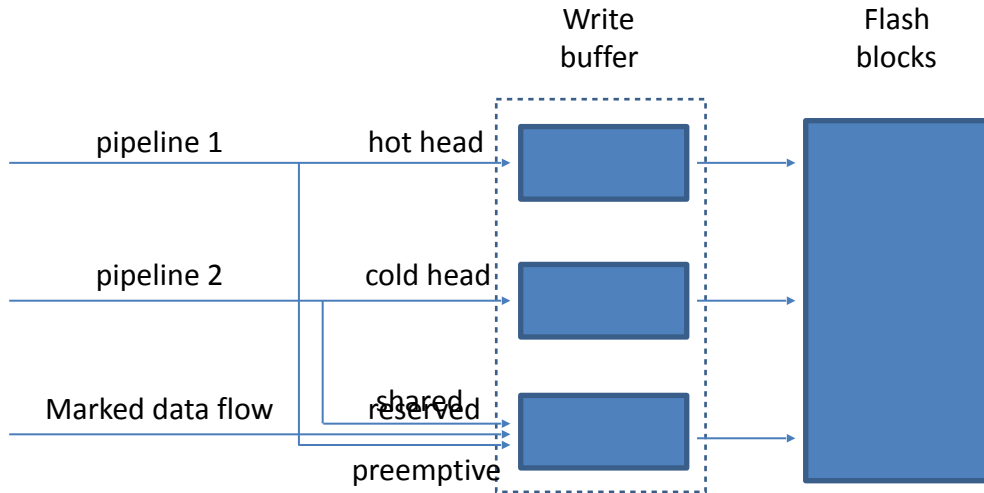 Write
buffer
Flash
blocks
pipeline 1
hot head
pipeline 2
cold head
shared
Marked data flow
reserved
preemptive